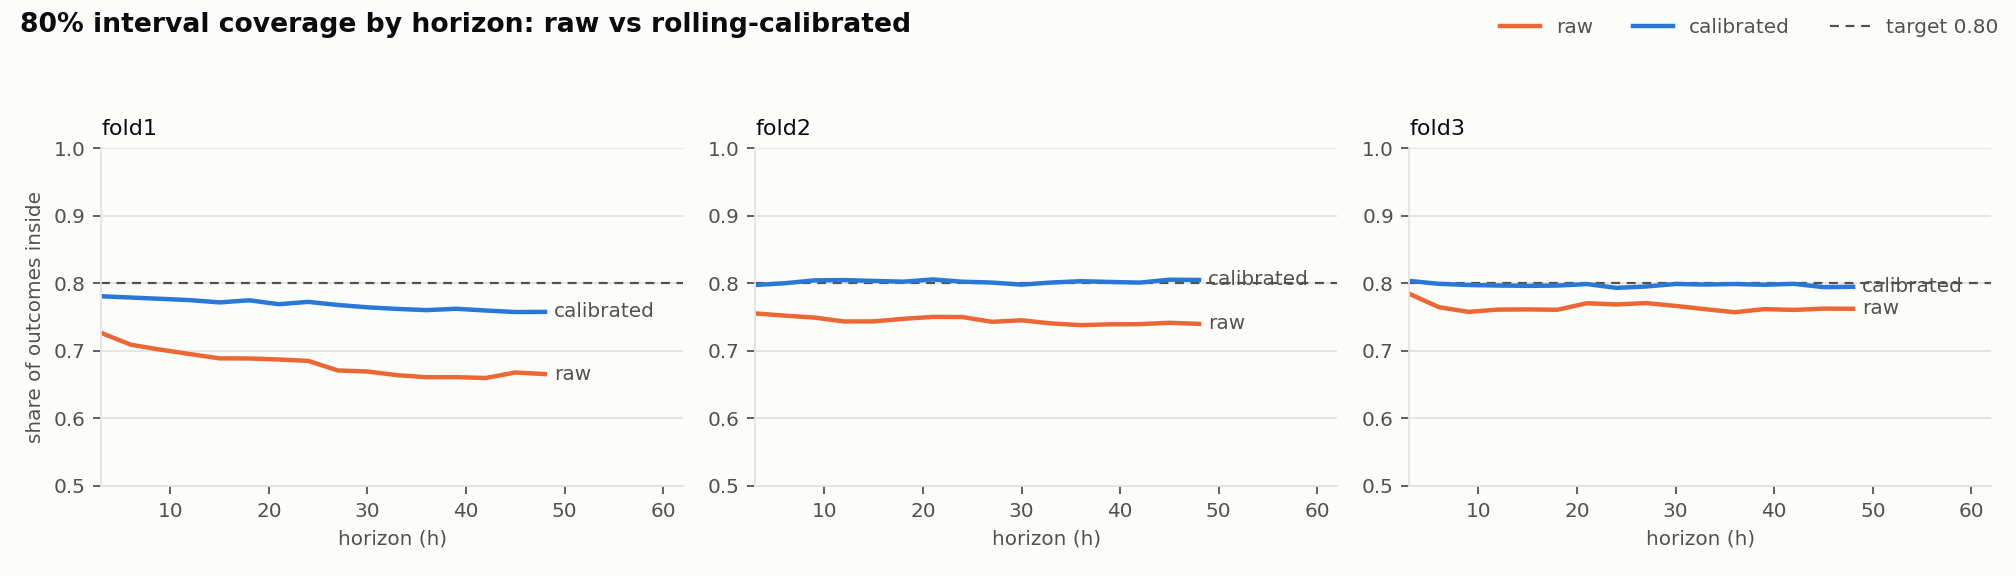 80% interval coverage by horizon: raw vs rolling-calibrated
raw calibrated target 0.80
fold1
1.0
0.9
0.8
0.7
0.6
0.5
share of outcomes inside
calibrated
raw
10 20 30 40 50 60
horizon (h)
fold2
1.0
0.9
0.8
0.7
0.6
0.5
calibrated
raw
10 20 30 40 50 60
horizon (h)
fold3
1.0
0.9
0.8
0.7
0.6
0.5
calibrated
raw
10 20 30 40 50 60
horizon (h)